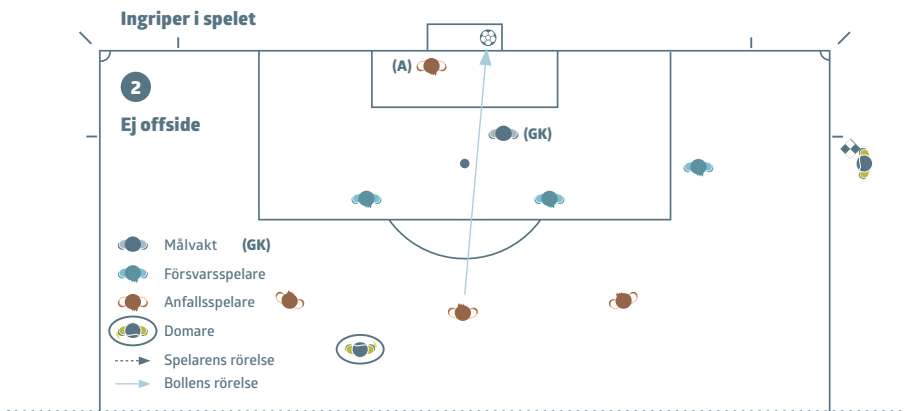 Ingriper i spelet
(A)
2
Ej offside
(GK)
Målvakt (GK)
Försvarsspelare
Anfallsspelare
Domare
Spelarens rörelse
Bollens rörelse